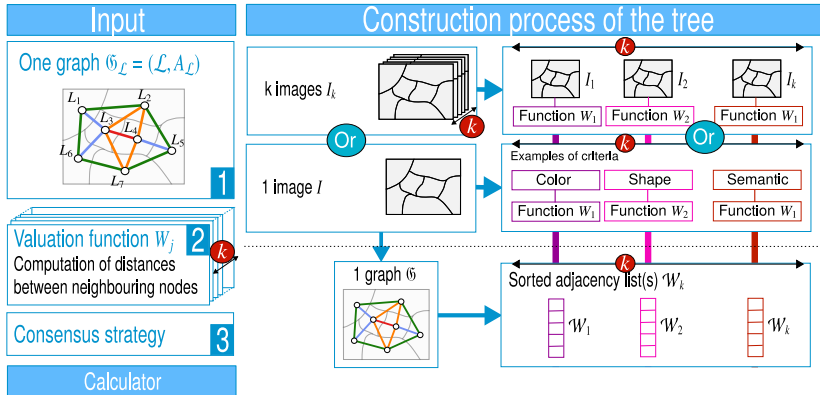 Input
One graph 𝔊_ℒ = (ℒ, A_ℒ)
L₁
L₂
L₃
L₄
L₅
L₆
L₇
1
Valuation function W_j
2
k
Computation of distances
between neighbouring nodes
Consensus strategy
3
Calculator
Construction process of the tree
k images I_k
k
Or
1 image I
1 graph 𝔊
k
I₁
I₂
I_k
Function W₁
Function W₂
Function W₁
k
Or
Examples of criteria
Color
Shape
Semantic
Function W₁
Function W₂
Function W₁
k
Sorted adjacency list(s) 𝒲_k
𝒲₁
𝒲₂
𝒲_k